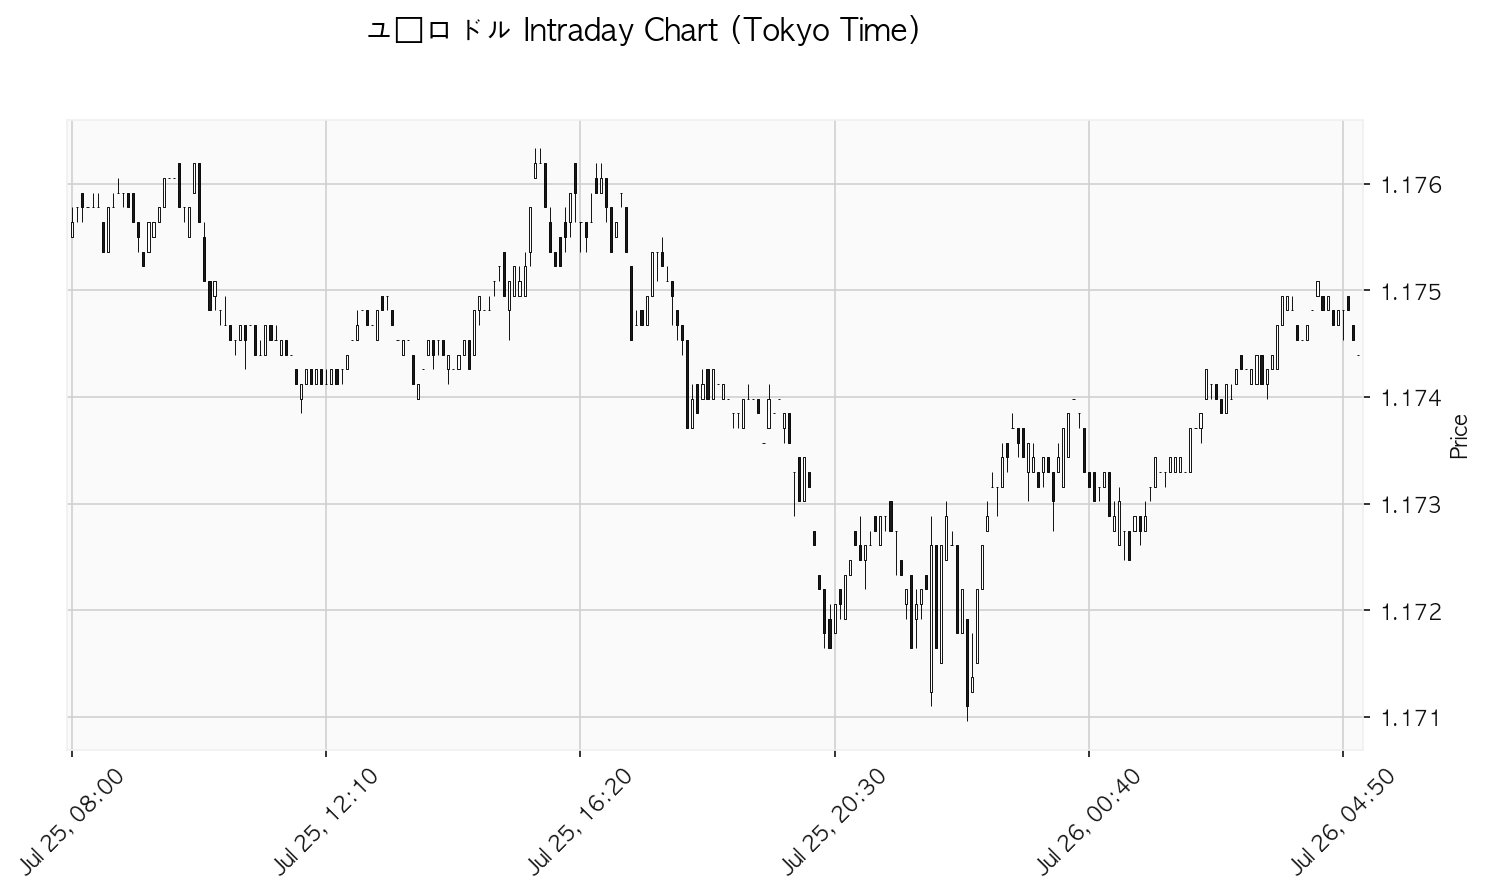 ユ□ロドル Intraday Chart (Tokyo Time)
1.176
1.175
1.174
1.173
1.172
1.171
Price
Jul 25, 08:00
Jul 25, 12:10
Jul 25, 16:20
Jul 25, 20:30
Jul 26, 00:40
Jul 26, 04:50